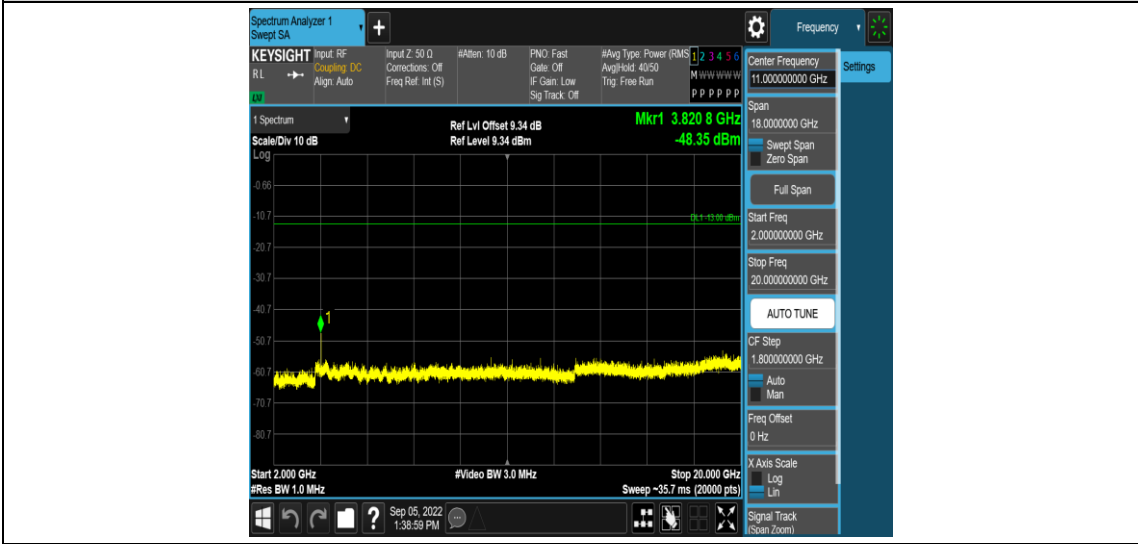 Spectrum Analyzer 1
Swept SA
+
Frequency
KEYSIGHT
RL
Input: RF
Coupling: DC
Align: Auto
Input Z: 50 Ω
Corrections: Off
Freq Ref: Int (S)
#Atten: 10 dB
PNO: Fast
Gate: Off
IF Gain: Low
Sig Track: Off
#Avg Type: Power (RMS
Avg|Hold: 40/50
Trig: Free Run
1 2 3 4 5 6
M W W W W W
P P P P P P
1 Spectrum
Scale/Div 10 dB
Log
Ref Lvl Offset 9.34 dB
Ref Level 9.34 dBm
Mkr1 3.820 8 GHz
-48.35 dBm
-0.66
-10.7
-20.7
-30.7
-40.7
-50.7
-60.7
-70.7
-80.7
DL1 -13.00 dBm
1
Start 2.000 GHz
#Res BW 1.0 MHz
#Video BW 3.0 MHz
Stop 20.000 GHz
Sweep ~35.7 ms (20000 pts)
?
Sep 05, 2022
1:38:59 PM
Center Frequency
11.000000000 GHz
Settings
Span
18.0000000 GHz
Swept Span
Zero Span
Full Span
Start Freq
2.000000000 GHz
Stop Freq
20.000000000 GHz
AUTO TUNE
CF Step
1.800000000 GHz
Auto
Man
Freq Offset
0 Hz
X Axis Scale
Log
Lin
Signal Track
(Span Zoom)